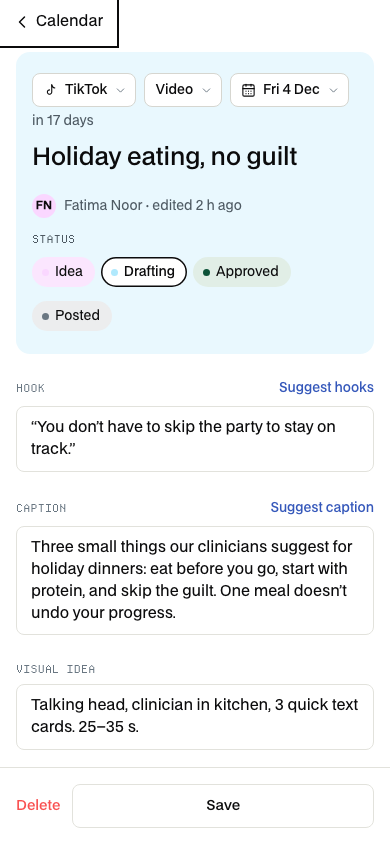 Calendar
TikTok
Video
Fri 4 Dec
in 17 days
Holiday eating, no guilt
FN
Fatima Noor · edited 2 h ago
STATUS
Idea
Drafting
Approved
Posted
HOOK
Suggest hooks
“You don’t have to skip the party to stay on
track.”
CAPTION
Suggest caption
Three small things our clinicians suggest for
holiday dinners: eat before you go, start with
protein, and skip the guilt. One meal doesn’t
undo your progress.
VISUAL IDEA
Talking head, clinician in kitchen, 3 quick text
cards. 25–35 s.
Delete
Save